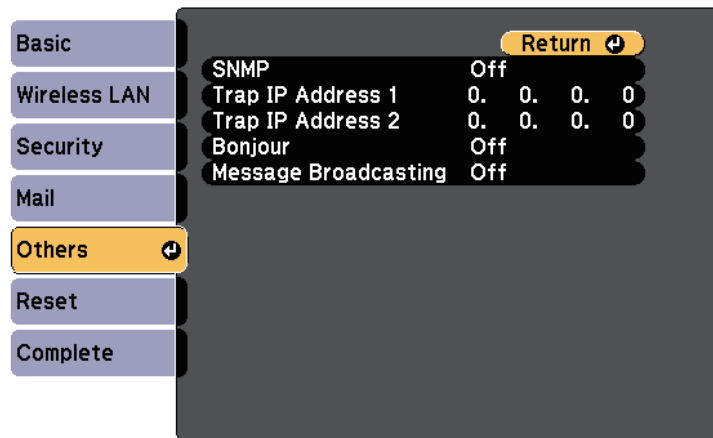 Basic
Wireless LAN
Security
Mail
Others
Reset
Complete
Return
SNMP Off
Trap IP Address 1 0. 0. 0. 0
Trap IP Address 2 0. 0. 0. 0
Bonjour Off
Message Broadcasting Off